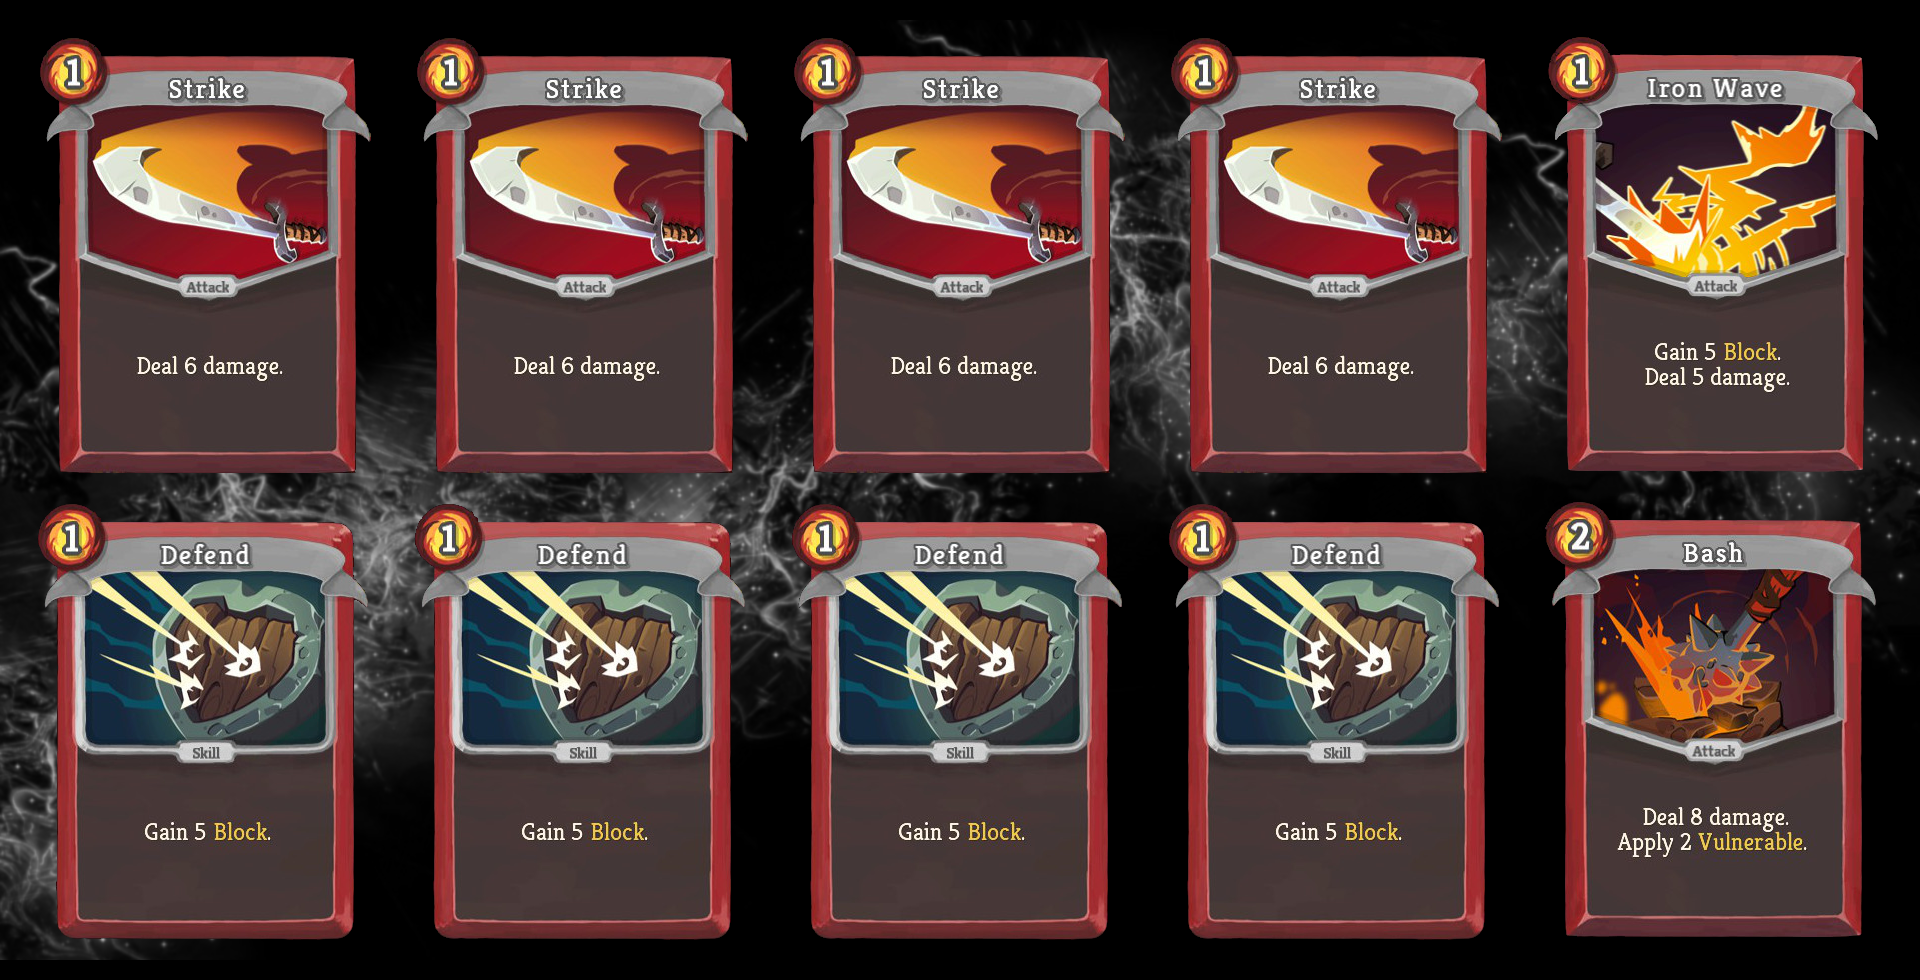 1
Strike
Attack
Deal 6 damage.
1
Strike
Attack
Deal 6 damage.
1
Strike
Attack
Deal 6 damage.
1
Strike
Attack
Deal 6 damage.
1
Iron Wave
Attack
Gain 5 Block.
Deal 5 damage.
1
Defend
Skill
Gain 5 Block.
1
Defend
Skill
Gain 5 Block.
1
Defend
Skill
Gain 5 Block.
1
Defend
Skill
Gain 5 Block.
2
Bash
Attack
Deal 8 damage.
Apply 2 Vulnerable.